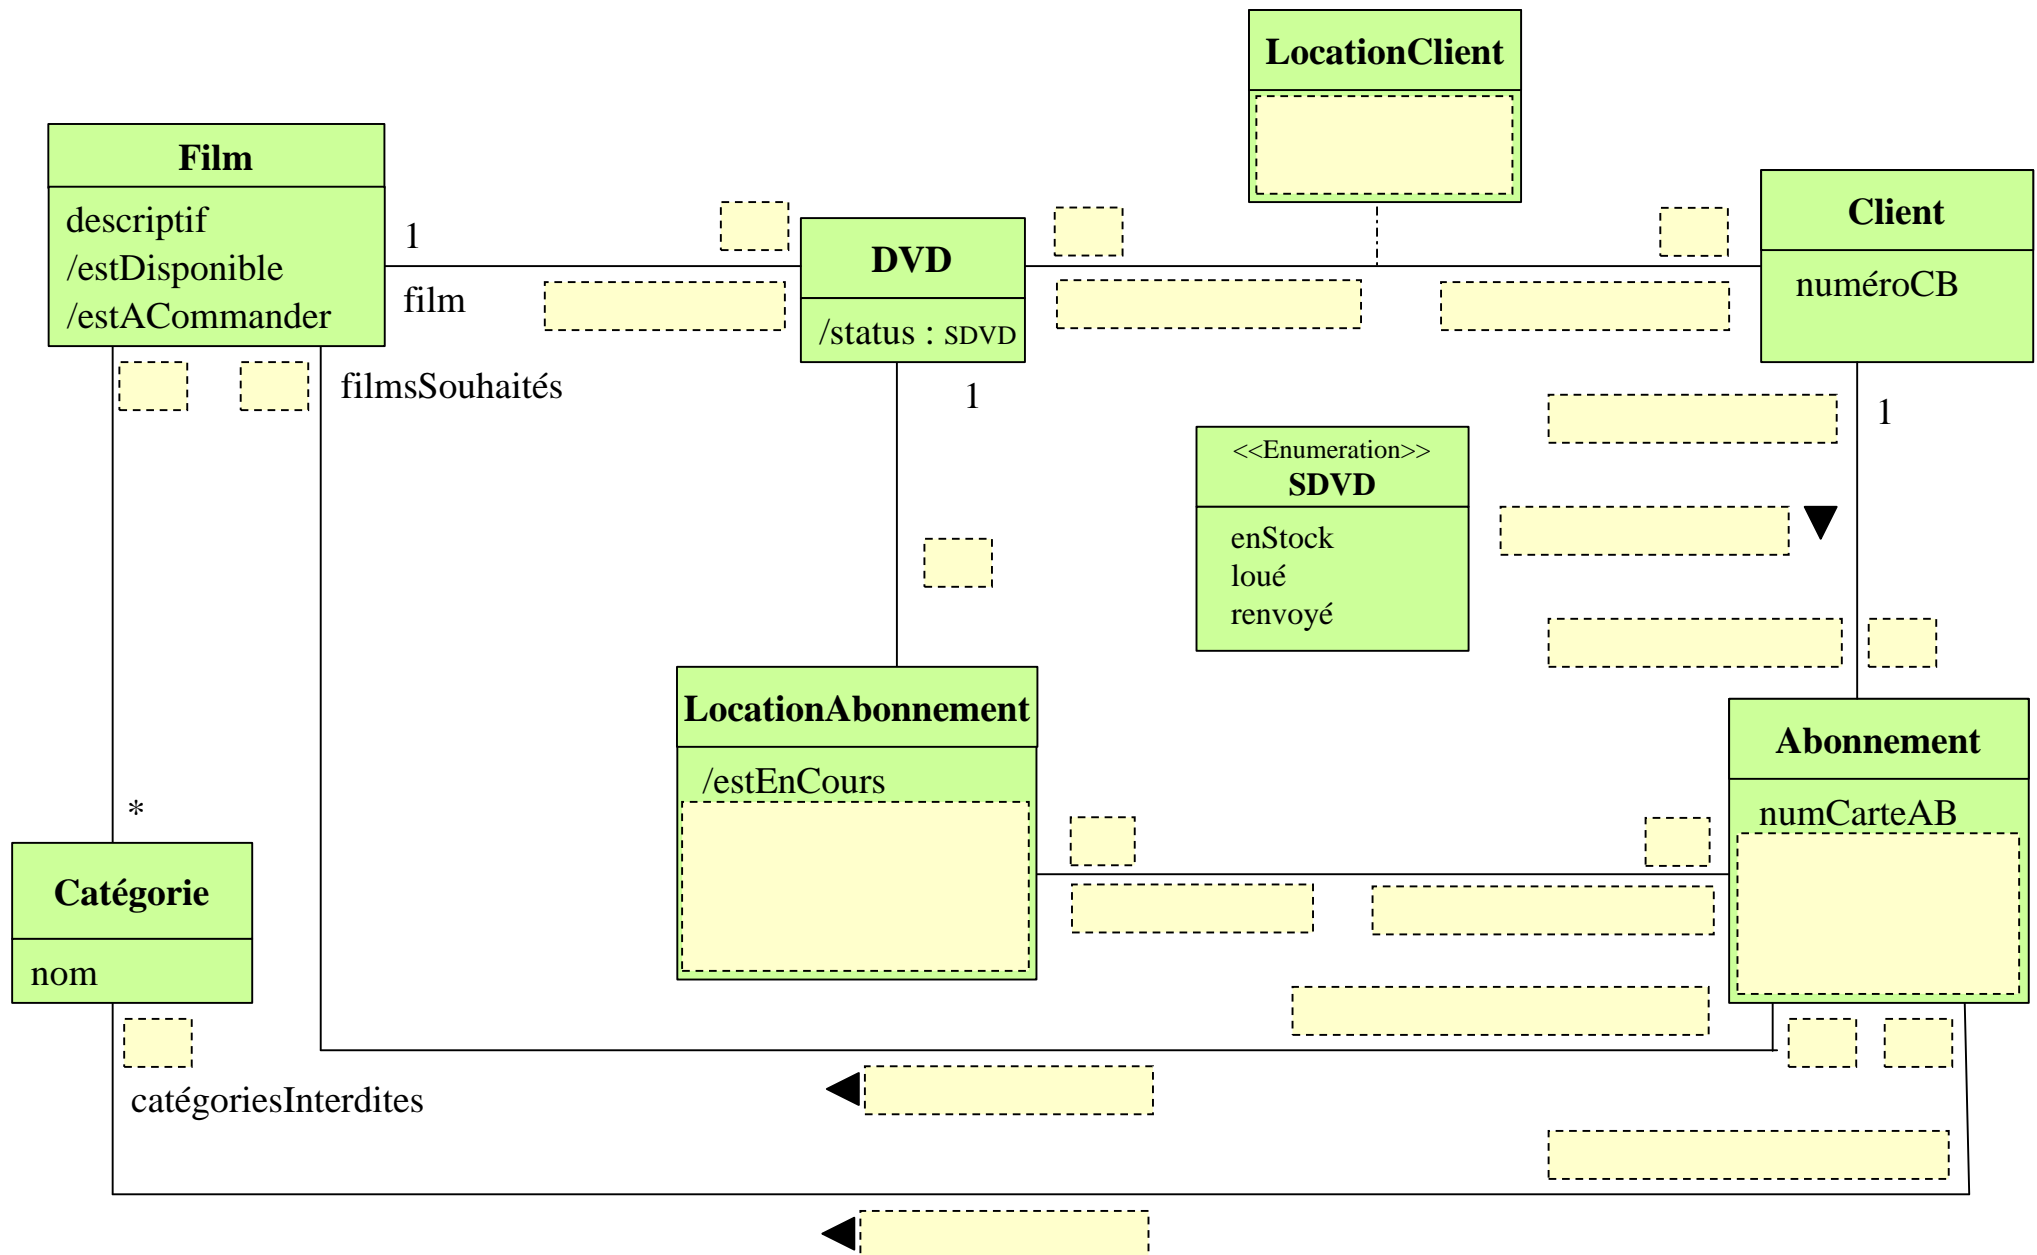 LocationClient
Film
descriptif
/estDisponible
/estACommander
1
film
DVD
/status : SDVD
Client
numéroCB
filmsSouhaités
1
1
<<Enumeration>>
SDVD
enStock
loué
renvoyé
LocationAbonnement
/estEnCours
Abonnement
numCarteAB
*
Catégorie
nom
catégoriesInterdites